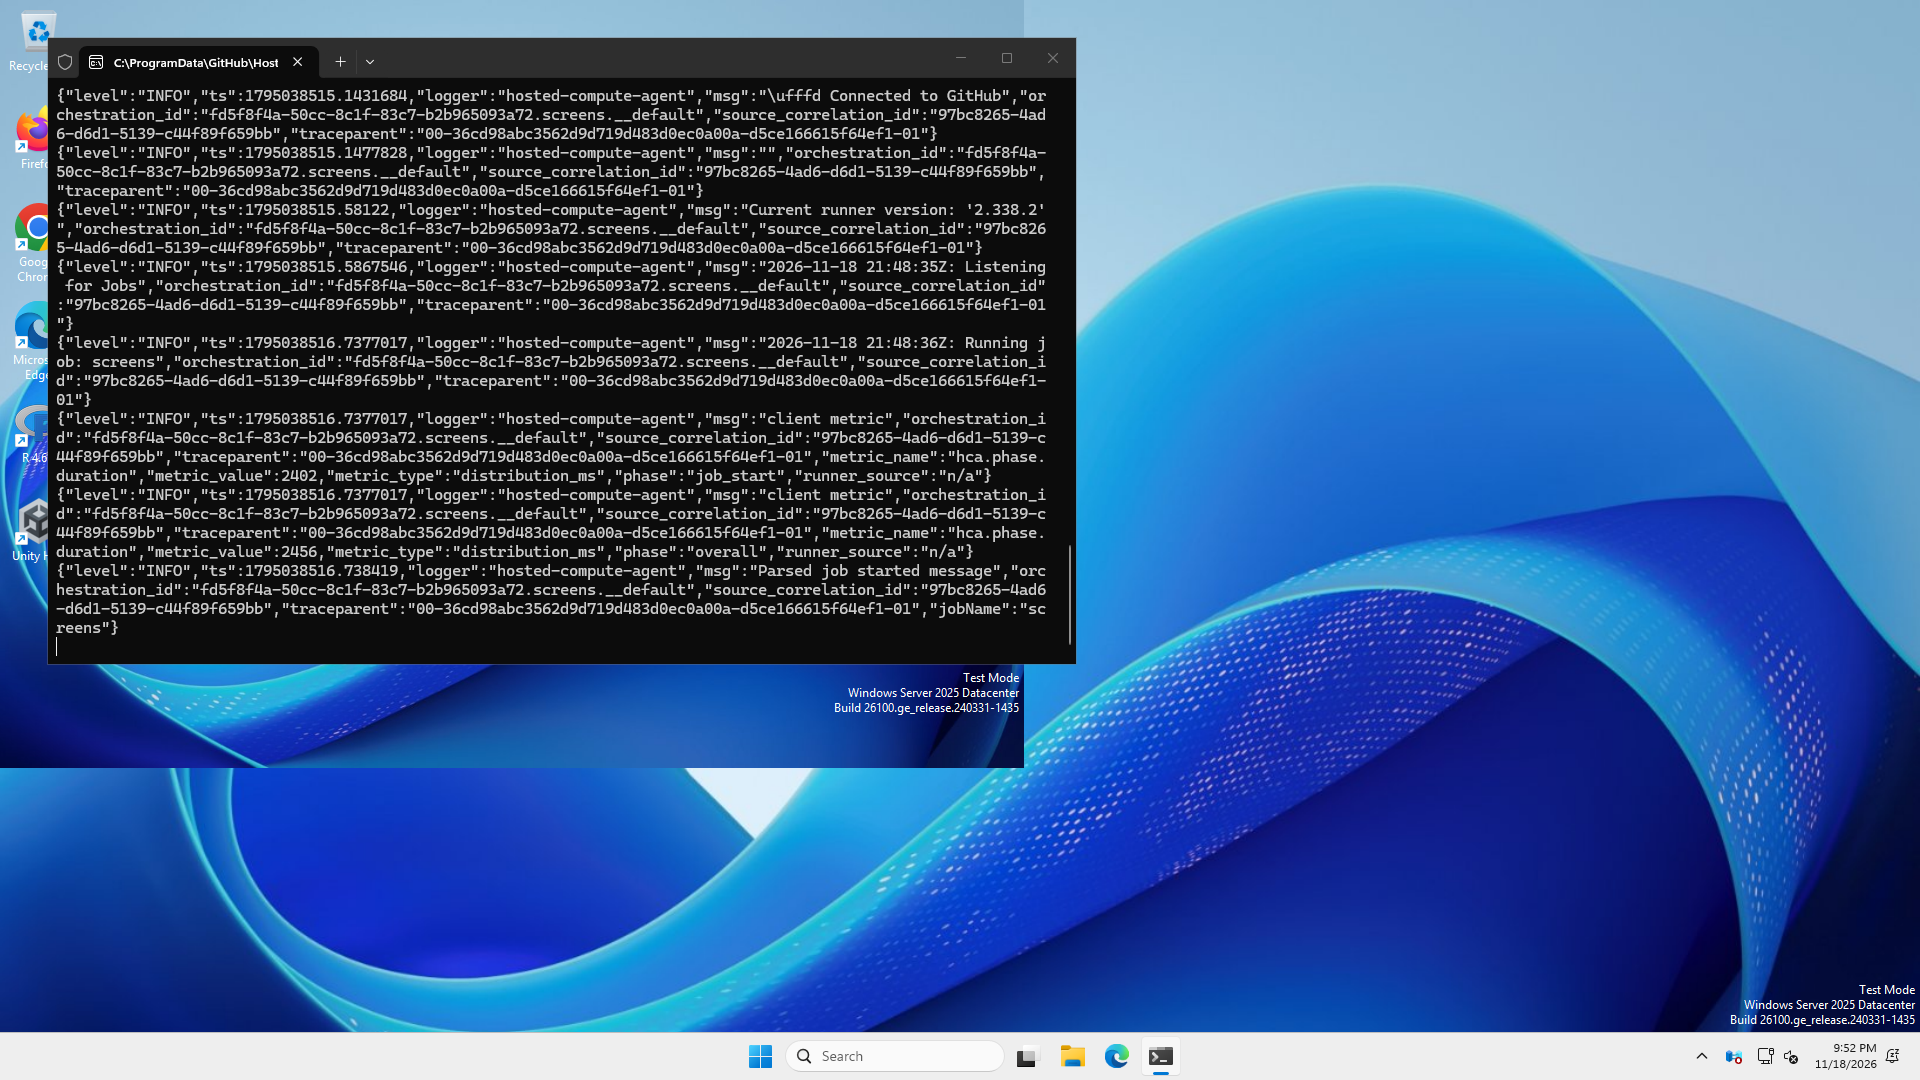 Recycle
Firefo
Goog
Chrom
Micros
Edge
R 4.6
Unity H
C:\ProgramData\GitHub\Host
{"level":"INFO","ts":1795038515.1431684,"logger":"hosted-compute-agent","msg":"\ufffd Connected to GitHub","or
chestration_id":"fd5f8f4a-50cc-8c1f-83c7-b2b965093a72.screens.__default","source_correlation_id":"97bc8265-4ad
6-d6d1-5139-c44f89f659bb","traceparent":"00-36cd98abc3562d9d719d483d0ec0a00a-d5ce166615f64ef1-01"}
{"level":"INFO","ts":1795038515.1477828,"logger":"hosted-compute-agent","msg":"","orchestration_id":"fd5f8f4a-
50cc-8c1f-83c7-b2b965093a72.screens.__default","source_correlation_id":"97bc8265-4ad6-d6d1-5139-c44f89f659bb",
"traceparent":"00-36cd98abc3562d9d719d483d0ec0a00a-d5ce166615f64ef1-01"}
{"level":"INFO","ts":1795038515.58122,"logger":"hosted-compute-agent","msg":"Current runner version: '2.338.2'
","orchestration_id":"fd5f8f4a-50cc-8c1f-83c7-b2b965093a72.screens.__default","source_correlation_id":"97bc826
5-4ad6-d6d1-5139-c44f89f659bb","traceparent":"00-36cd98abc3562d9d719d483d0ec0a00a-d5ce166615f64ef1-01"}
{"level":"INFO","ts":1795038515.5867546,"logger":"hosted-compute-agent","msg":"2026-11-18 21:48:35Z: Listening
 for Jobs","orchestration_id":"fd5f8f4a-50cc-8c1f-83c7-b2b965093a72.screens.__default","source_correlation_id"
:"97bc8265-4ad6-d6d1-5139-c44f89f659bb","traceparent":"00-36cd98abc3562d9d719d483d0ec0a00a-d5ce166615f64ef1-01
"}
{"level":"INFO","ts":1795038516.7377017,"logger":"hosted-compute-agent","msg":"2026-11-18 21:48:36Z: Running j
ob: screens","orchestration_id":"fd5f8f4a-50cc-8c1f-83c7-b2b965093a72.screens.__default","source_correlation_i
d":"97bc8265-4ad6-d6d1-5139-c44f89f659bb","traceparent":"00-36cd98abc3562d9d719d483d0ec0a00a-d5ce166615f64ef1-
01"}
{"level":"INFO","ts":1795038516.7377017,"logger":"hosted-compute-agent","msg":"client metric","orchestration_i
d":"fd5f8f4a-50cc-8c1f-83c7-b2b965093a72.screens.__default","source_correlation_id":"97bc8265-4ad6-d6d1-5139-c
44f89f659bb","traceparent":"00-36cd98abc3562d9d719d483d0ec0a00a-d5ce166615f64ef1-01","metric_name":"hca.phase.
duration","metric_value":2402,"metric_type":"distribution_ms","phase":"job_start","runner_source":"n/a"}
{"level":"INFO","ts":1795038516.7377017,"logger":"hosted-compute-agent","msg":"client metric","orchestration_i
d":"fd5f8f4a-50cc-8c1f-83c7-b2b965093a72.screens.__default","source_correlation_id":"97bc8265-4ad6-d6d1-5139-c
44f89f659bb","traceparent":"00-36cd98abc3562d9d719d483d0ec0a00a-d5ce166615f64ef1-01","metric_name":"hca.phase.
duration","metric_value":2456,"metric_type":"distribution_ms","phase":"overall","runner_source":"n/a"}
{"level":"INFO","ts":1795038516.738419,"logger":"hosted-compute-agent","msg":"Parsed job started message","orc
hestration_id":"fd5f8f4a-50cc-8c1f-83c7-b2b965093a72.screens.__default","source_correlation_id":"97bc8265-4ad6
-d6d1-5139-c44f89f659bb","traceparent":"00-36cd98abc3562d9d719d483d0ec0a00a-d5ce166615f64ef1-01","jobName":"sc
reens"}
Test Mode
Windows Server 2025 Datacenter
Build 26100.ge_release.240331-1435
Test Mode
Windows Server 2025 Datacenter
Build 26100.ge_release.240331-1435
Search
9:52 PM
11/18/2026